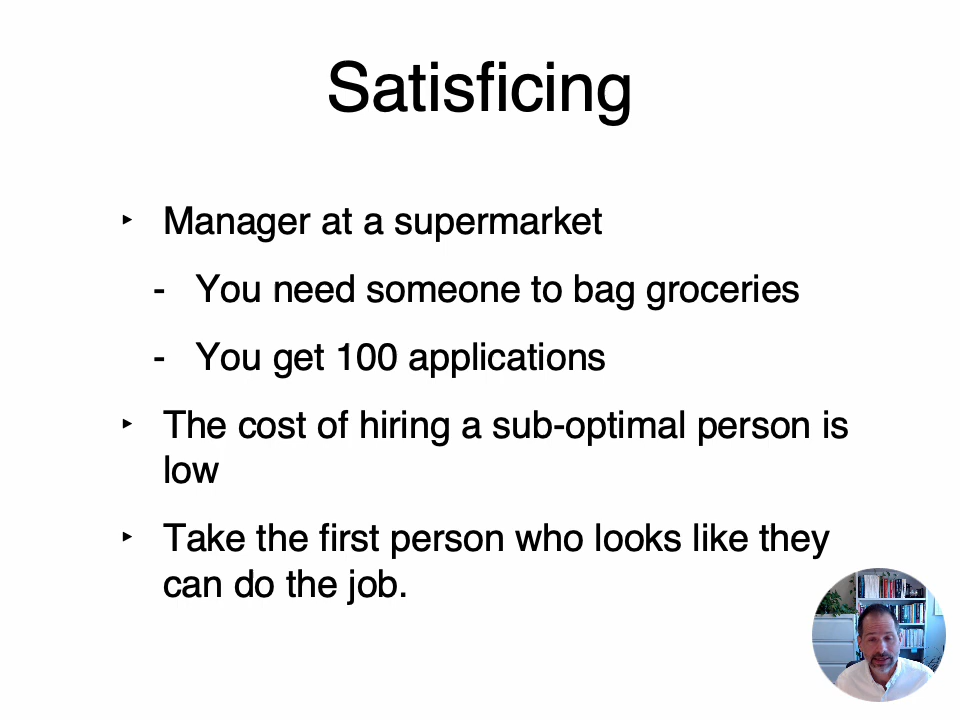 Satisficing
‣ Manager at a supermarket
- You need someone to bag groceries
- You get 100 applications
‣ The cost of hiring a sub-optimal person is
low
‣ Take the first person who looks like they
can do the job.